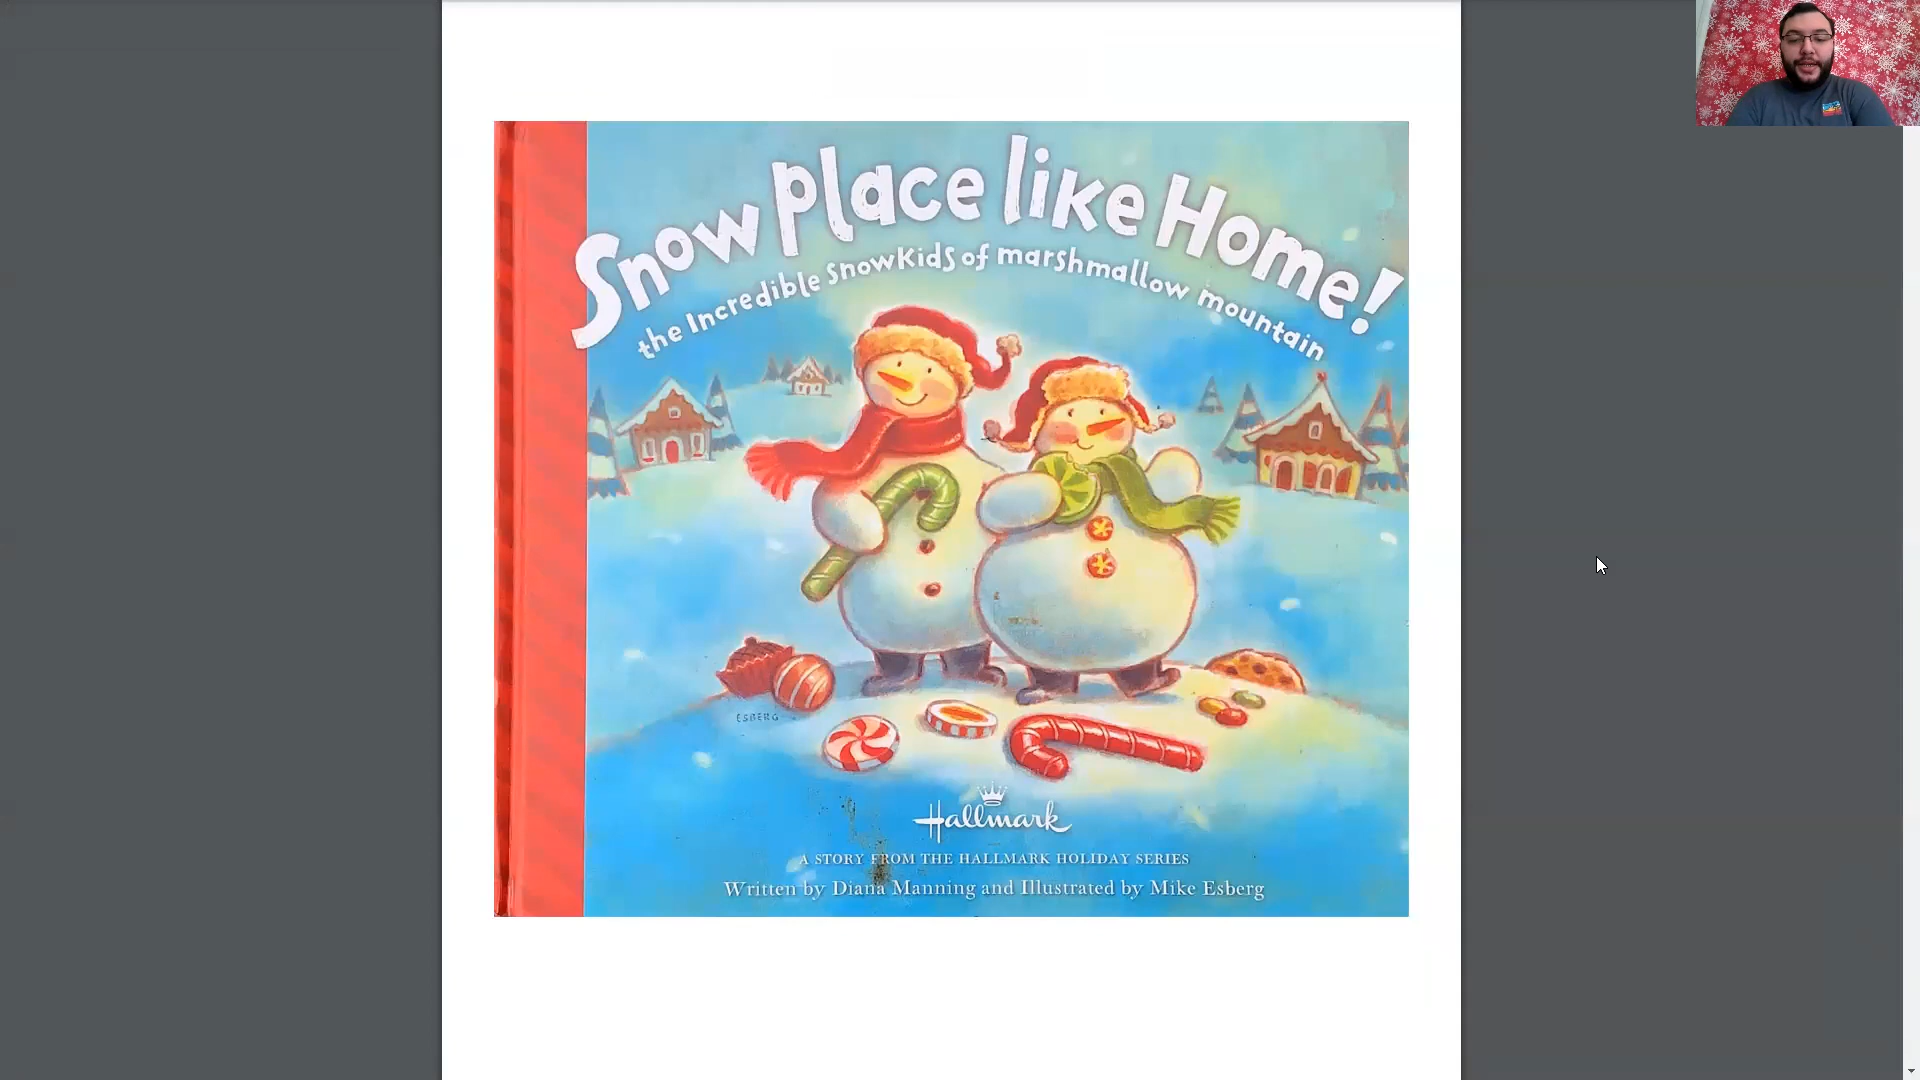 Snow Place like Home!
the Incredible SnowKidS of marshmallow mountain
ESBERG
Hallmark
A STORY FROM THE HALLMARK HOLIDAY SERIES
Written by Diana Manning and Illustrated by Mike Esberg